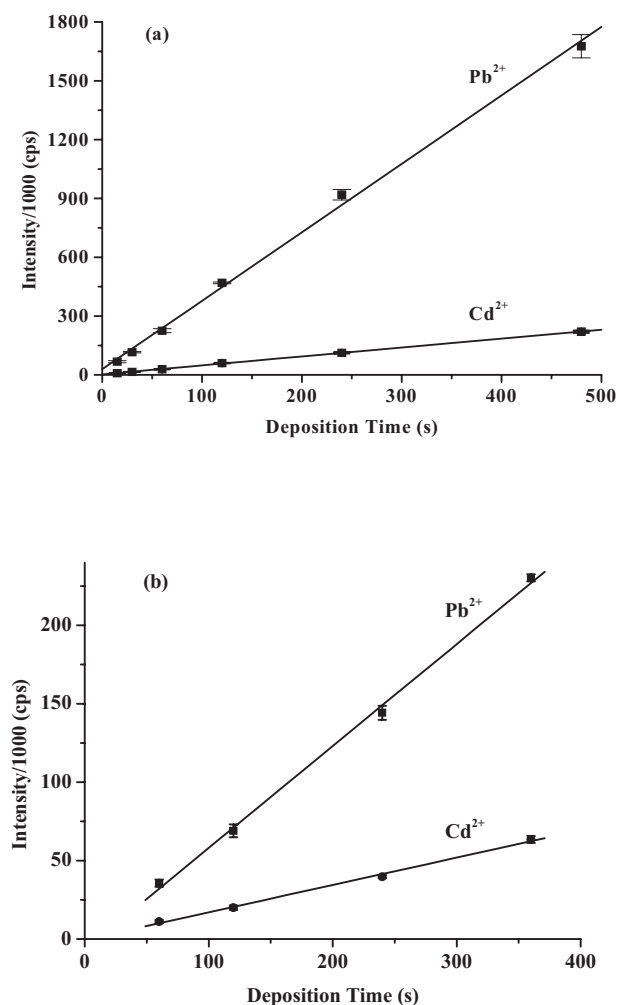 (a)
1800
1500
1200
900
600
300
0
Intensity/1000 (cps)
Pb²⁺
Cd²⁺
0 100 200 300 400 500
Deposition Time (s)
(b)
250
200
150
100
50
0
Intensity/1000 (cps)
Pb²⁺
Cd²⁺
0 100 200 300 400
Deposition Time (s)